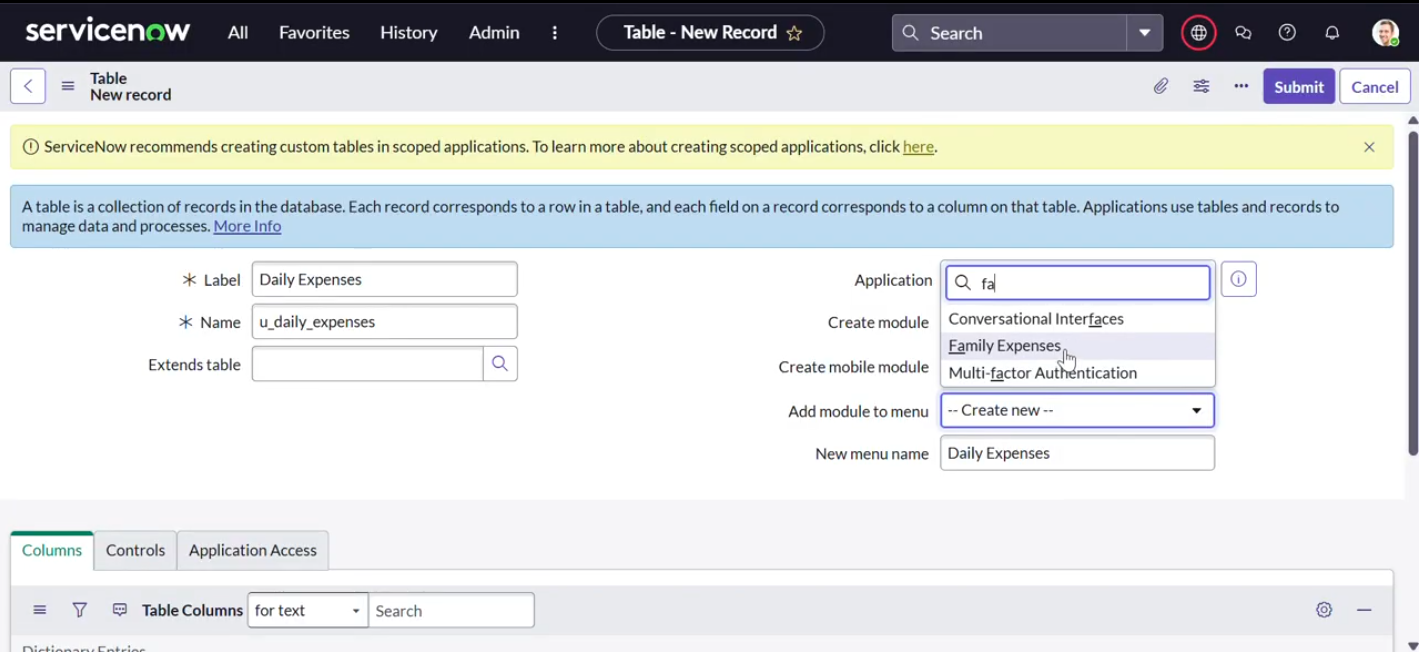 servicenow All Favorites History Admin Table - New Record Search
Table
New record
Submit Cancel
ServiceNow recommends creating custom tables in scoped applications. To learn more about creating scoped applications, click here.
A table is a collection of records in the database. Each record corresponds to a row in a table, and each field on a record corresponds to a column on that table. Applications use tables and records to
manage data and processes. More Info
Label Daily Expenses
Name u_daily_expenses
Extends table
Application fa
Conversational Interfaces
Family Expenses
Multi-factor Authentication
Create module
Create mobile module
Add module to menu -- Create new --
New menu name Daily Expenses
Columns Controls Application Access
Table Columns for text Search
Dictionary Entries